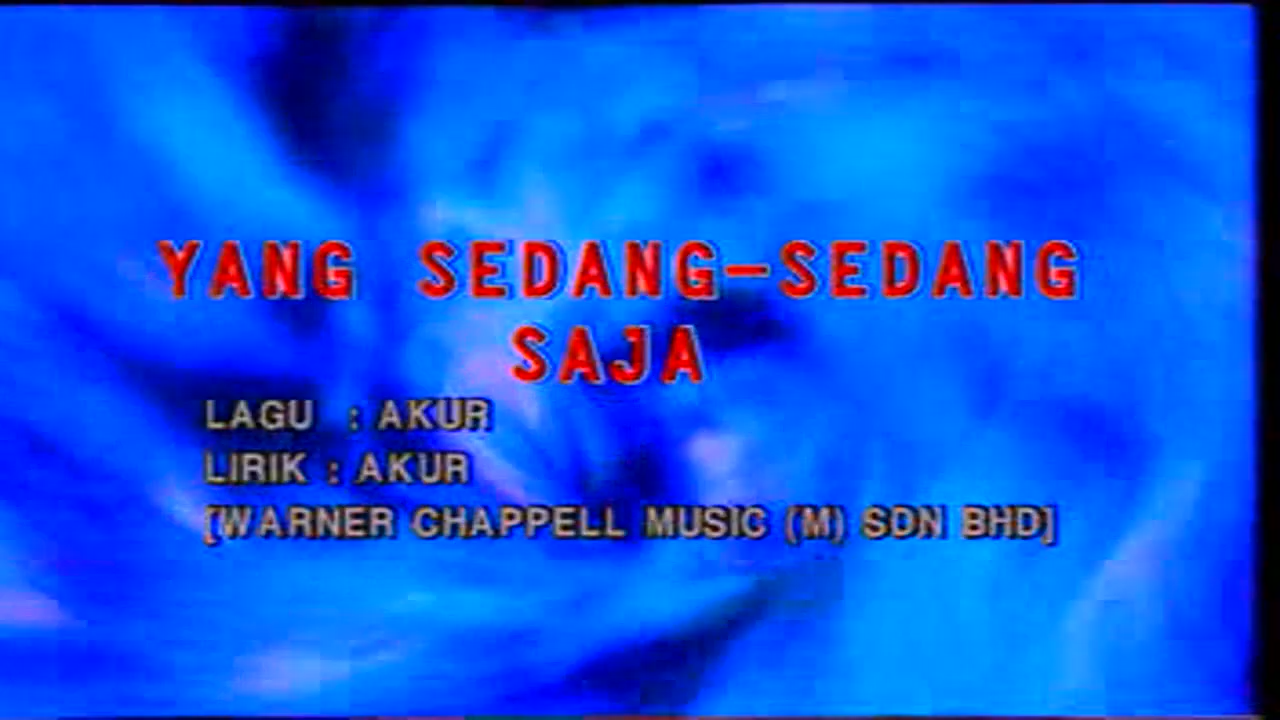 YANG SEDANG-SEDANG
SAJA
LAGU : AKUR
LIRIK : AKUR
[WARNER CHAPPELL MUSIC (M) SDN BHD]